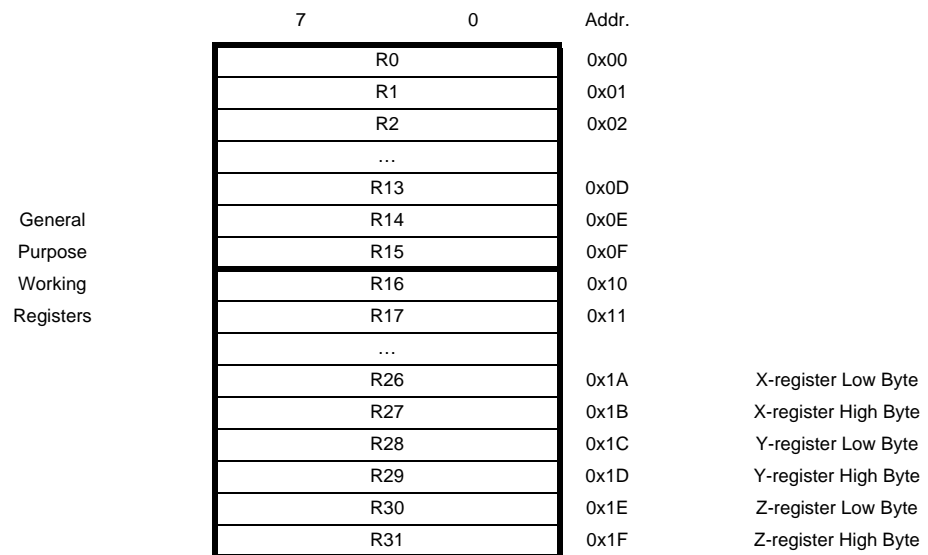 7 0 Addr.
R0 0x00
R1 0x01
R2 0x02
…
R13 0x0D
General R14 0x0E
Purpose R15 0x0F
Working R16 0x10
Registers R17 0x11
…
R26 0x1A X-register Low Byte
R27 0x1B X-register High Byte
R28 0x1C Y-register Low Byte
R29 0x1D Y-register High Byte
R30 0x1E Z-register Low Byte
R31 0x1F Z-register High Byte